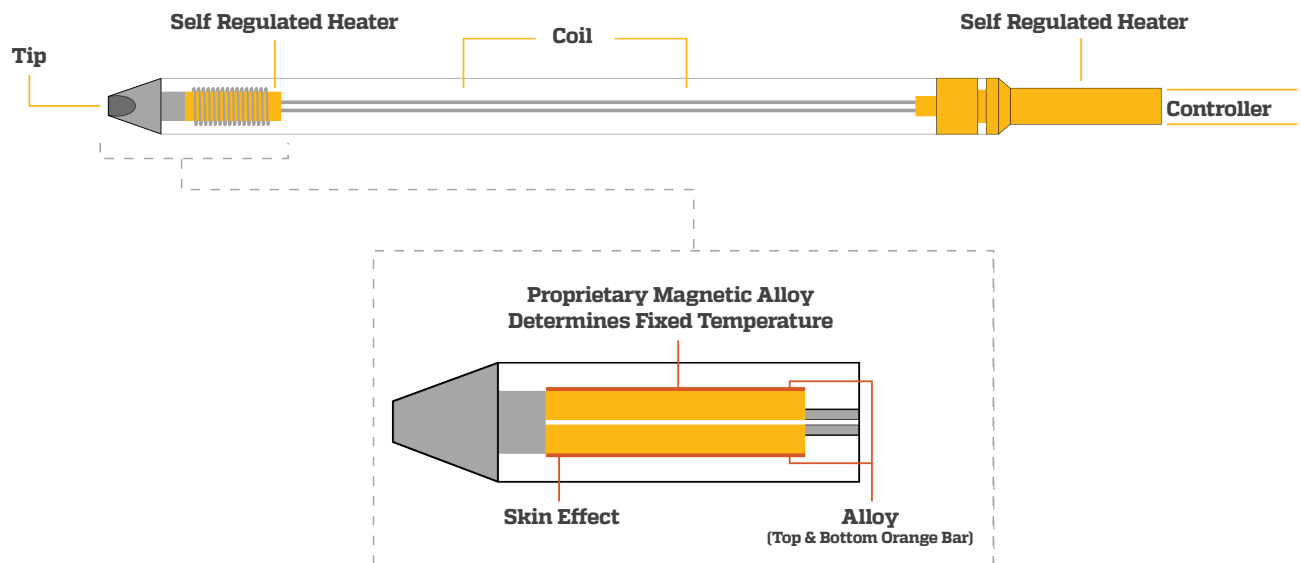 Self Regulated Heater
Coil
Self Regulated Heater
Tip
Controller
Proprietary Magnetic Alloy
Determines Fixed Temperature
Skin Effect
Alloy
(Top & Bottom Orange Bar)